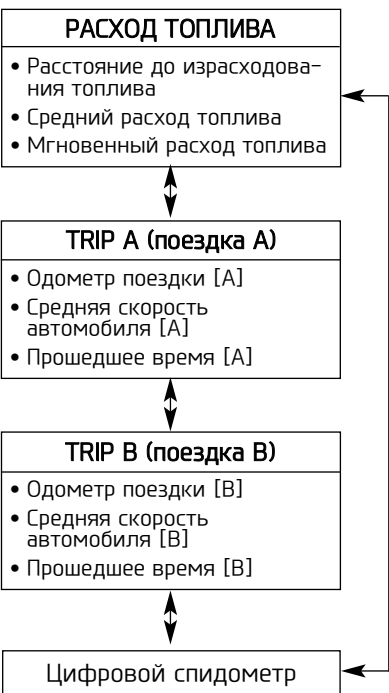 РАСХОД ТОПЛИВА
• Расстояние до израсходова-
ния топлива
• Средний расход топлива
• Мгновенный расход топлива
TRIP A (поездка А)
• Одометр поездки [A]
• Средняя скорость
автомобиля [A]
• Прошедшее время [A]
TRIP B (поездка В)
• Одометр поездки [B]
• Средняя скорость
автомобиля [B]
• Прошедшее время [B]
Цифровой спидометр